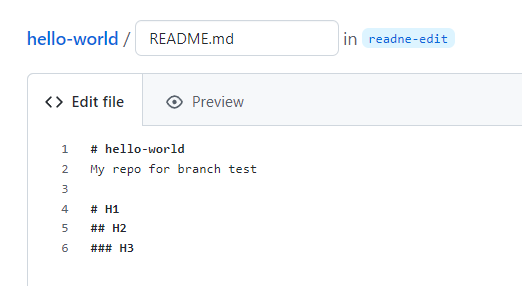 hello-world / README.md in readne-edit
<> Edit file Preview
1 # hello-world
2 My repo for branch test
3
4 # H1
5 ## H2
6 ### H3